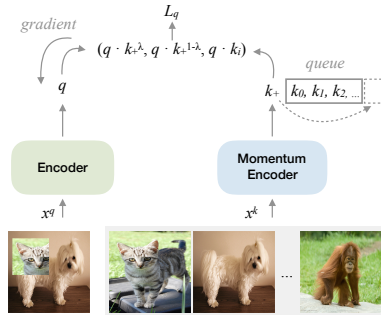 L_q
gradient
(q · k₊^λ, q · k₊^{1-λ}, q · k_i)
queue
q
k₊
k₀, k₁, k₂, ...
Encoder
Momentum
Encoder
x^q
x^k
...